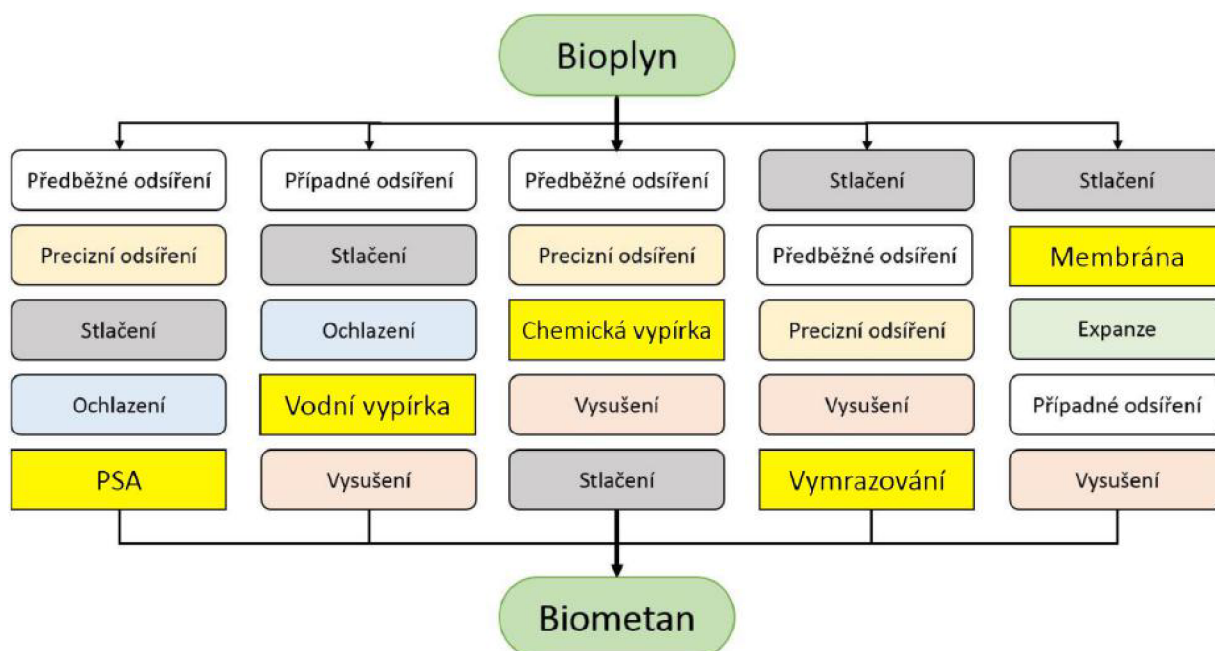 Bioplyn
Předběžné odsíření
Případné odsíření
Předběžné odsíření
Stlačení
Stlačení
Precizní odsíření
Stlačení
Precizní odsíření
Předběžné odsíření
Membrána
Stlačení
Ochlazení
Chemická vypírka
Precizní odsíření
Expanze
Ochlazení
Vodní vypírka
Vysušení
Vysušení
Případné odsíření
PSA
Vysušení
Stlačení
Vymrazování
Vysušení
Biometan